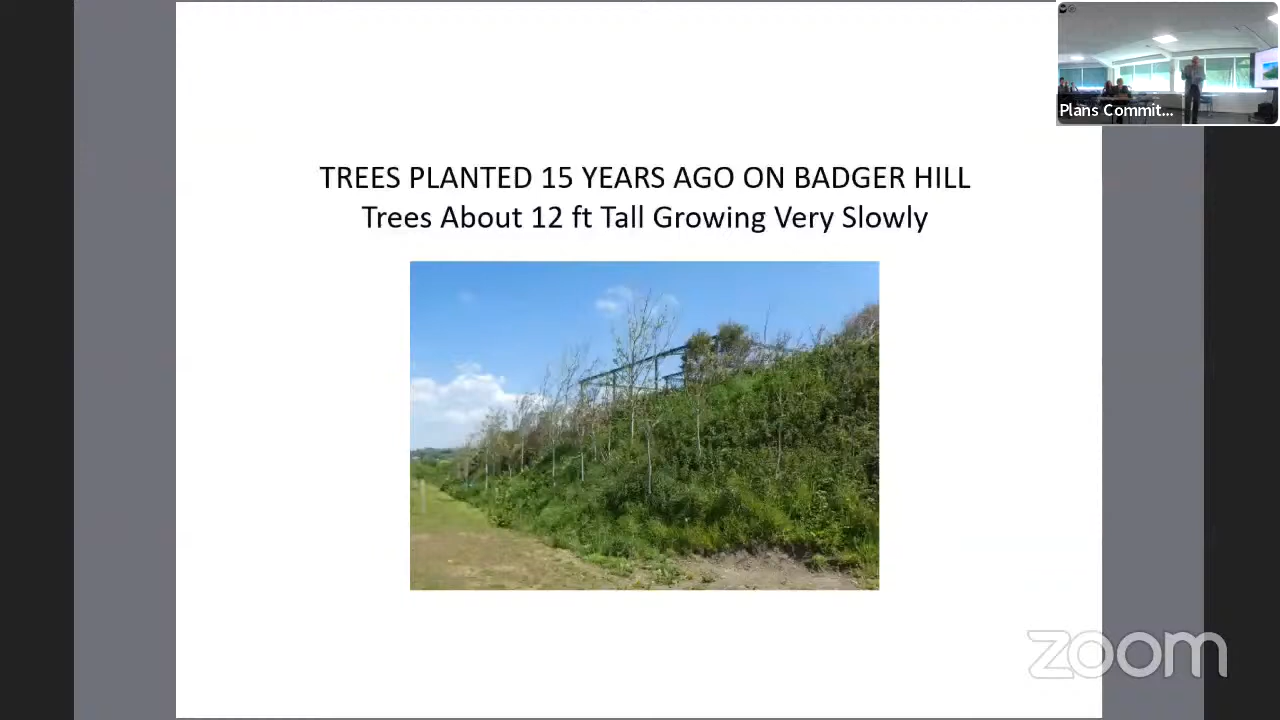 Plans Commit...
TREES PLANTED 15 YEARS AGO ON BADGER HILL
Trees About 12 ft Tall Growing Very Slowly
zoom